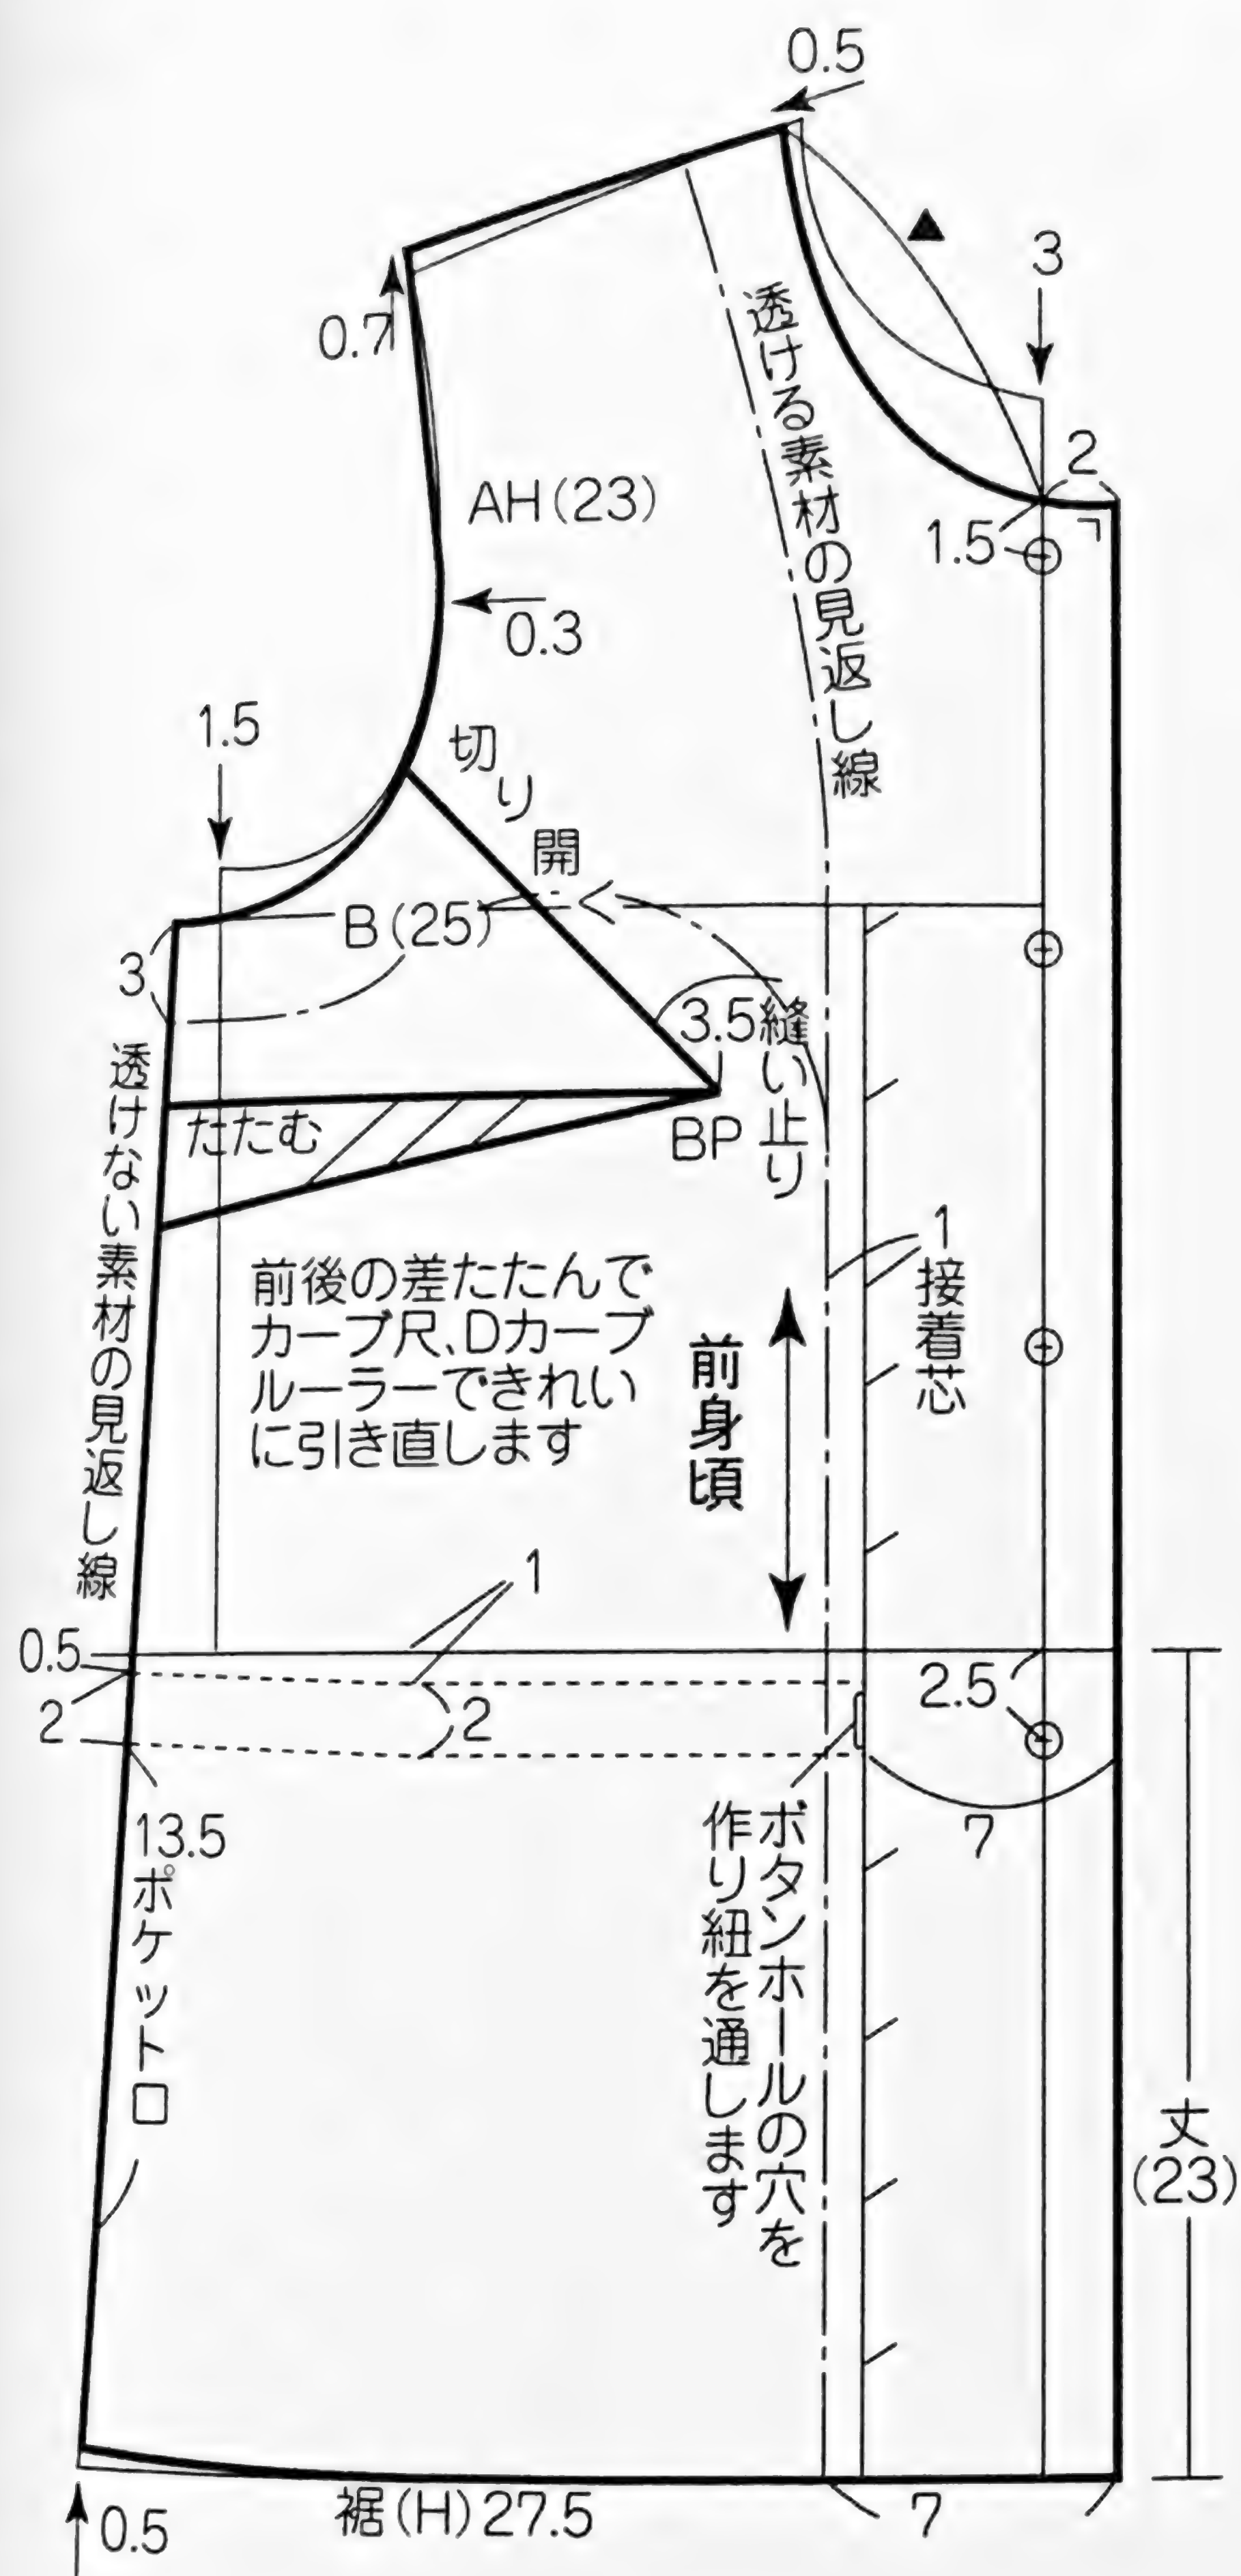 0.5
▲
3
0.7
透ける素材の見返し線
2
AH(23)
1.5
0.3
1.5
切り開く
B(25)
3
3.5縫い止り
透けない素材の見返し線
たたむ
BP
1
接着芯
前後の差たたんで
カーブ尺、Dカーブ
ルーラーできれい
に引き直します
前身頃
1
0.5
2
2
2.5
13.5
ポケット口
ボタンホールの穴を
作り紐を通します
7
丈
(23)
0.5
裾(H)27.5
7